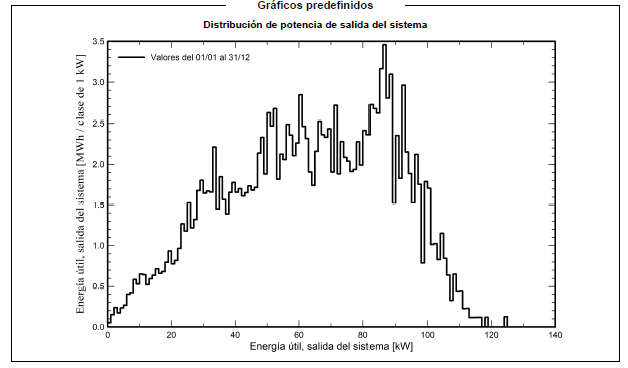 Gráficos predefinidos
Distribución de potencia de salida del sistema
Valores del 01/01 al 31/12
Energía útil, salida del sistema [MWh / clase de 1 kW]
3.5
3.0
2.5
2.0
1.5
1.0
0.5
0.0
0 20 40 60 80 100 120 140
Energía útil, salida del sistema [kW]